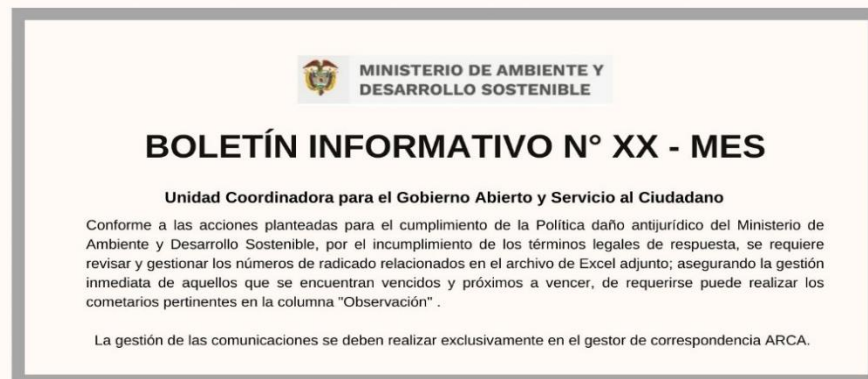 MINISTERIO DE AMBIENTE Y
DESARROLLO SOSTENIBLE
BOLETÍN INFORMATIVO N° XX - MES
Unidad Coordinadora para el Gobierno Abierto y Servicio al Ciudadano
Conforme a las acciones planteadas para el cumplimiento de la Política daño antijurídico del Ministerio de
Ambiente y Desarrollo Sostenible, por el incumplimiento de los términos legales de respuesta, se requiere
revisar y gestionar los números de radicado relacionados en el archivo de Excel adjunto; asegurando la gestión
inmediata de aquellos que se encuentran vencidos y próximos a vencer, de requerirse puede realizar los
cometarios pertinentes en la columna "Observación" .
La gestión de las comunicaciones se deben realizar exclusivamente en el gestor de correspondencia ARCA.